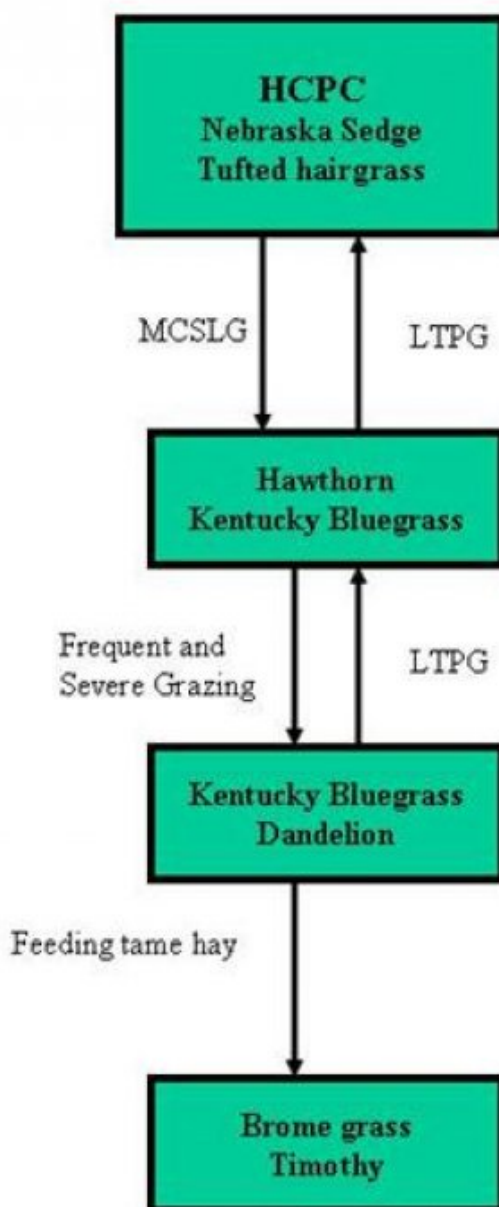 HCPC
Nebraska Sedge
Tufted hairgrass
MCSLG
LTPG
Hawthorn
Kentucky Bluegrass
Frequent and
Severe Grazing
LTPG
Kentucky Bluegrass
Dandelion
Feeding tame hay
Brome grass
Timothy